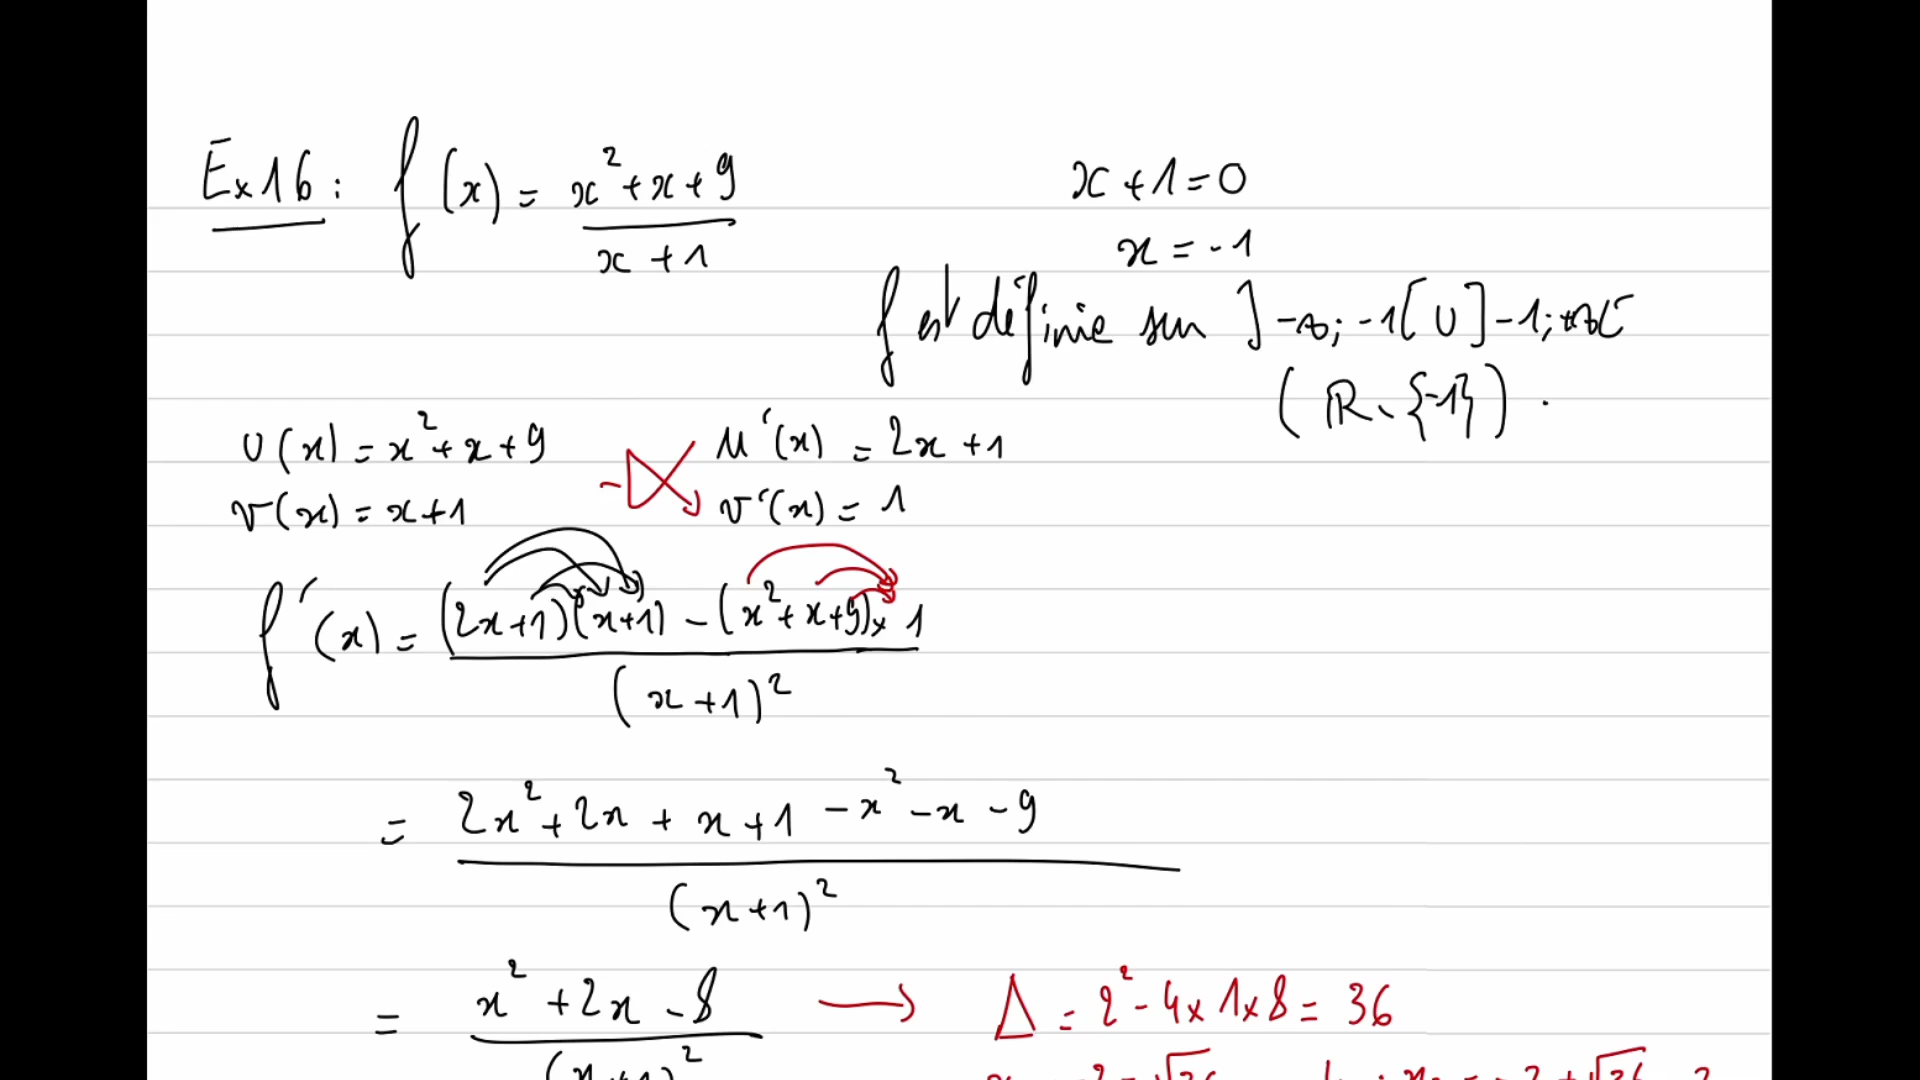 Ex16 : f(x) = (x² + x + 9)/(x + 1)
x + 1 = 0
x = -1
f est définie sur ]-∞; -1[ ∪ ]-1; +∞[
(ℝ \ {-1}) .
U(x) = x² + x + 9
u'(x) = 2x + 1
v(x) = x + 1
v'(x) = 1
f'(x) = ((2x+1)(x+1) - (x² + x + 9) × 1)/(x + 1)²
= (2x² + 2x + x + 1 - x² - x - 9)/(x + 1)²
= (x² + 2x - 8)/(x+1)²
→ Δ = 2² - 4 × 1 × 8 = 36